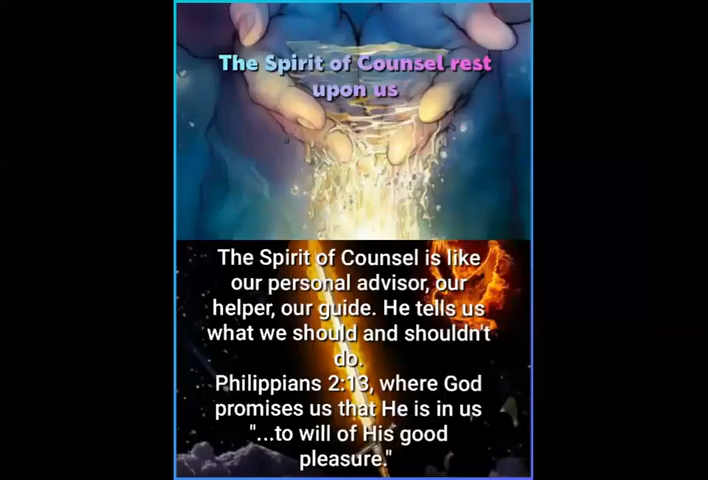 The Spirit of Counsel rest
upon us
The Spirit of Counsel is like
our personal advisor, our
helper, our guide. He tells us
what we should and shouldn't
do.
Philippians 2:13, where God
promises us that He is in us
"...to will of His good
pleasure."